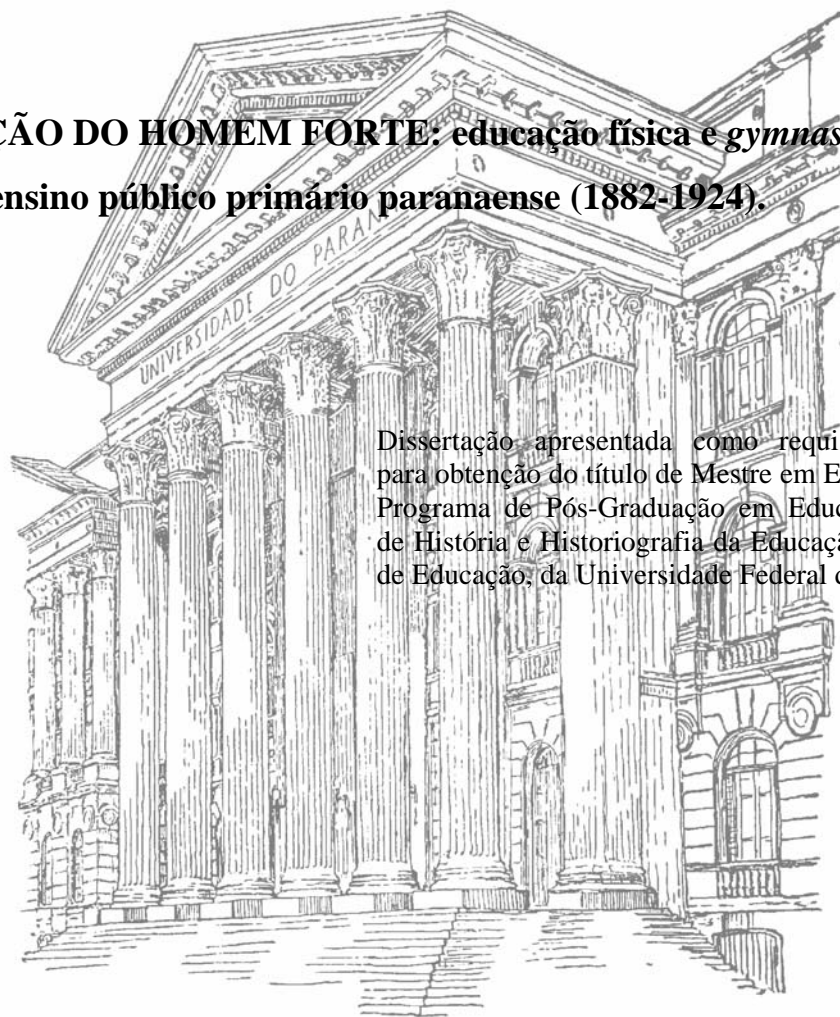 ÇÃO DO HOMEM FORTE: educação física e gymnas
ensino público primário paranaense (1882-1924).
UNIVERSIDADE DO PARAN
Dissertação apresentada como requi
para obtenção do título de Mestre em E
Programa de Pós-Graduação em Educ
de História e Historiografia da Educaçã
de Educação, da Universidade Federal d